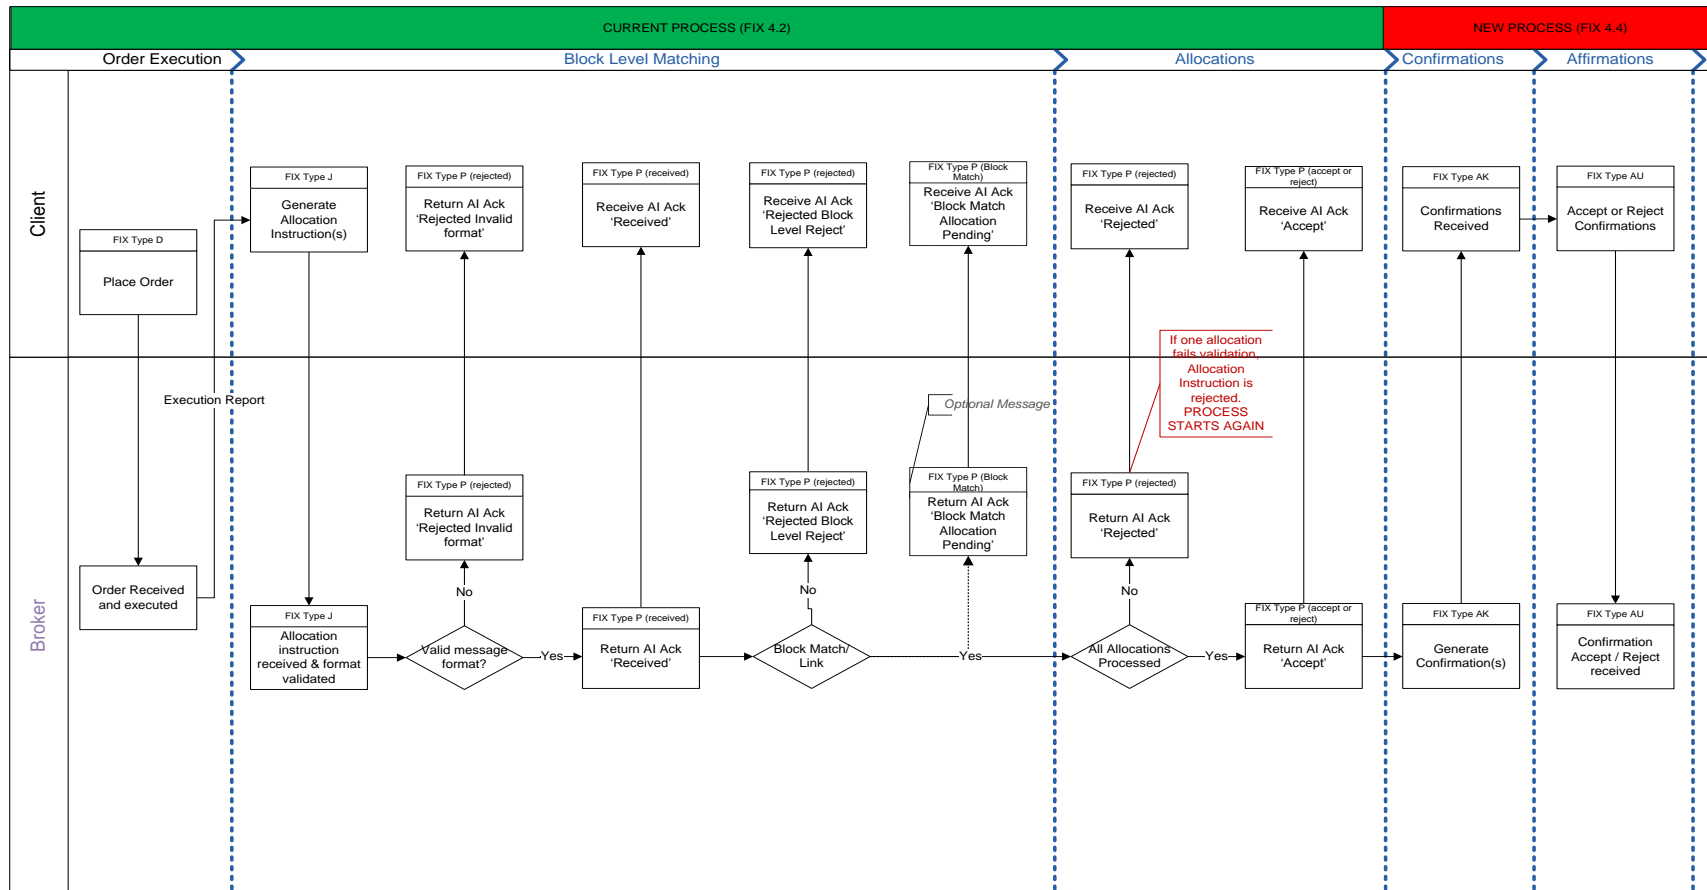 CURRENT PROCESS (FIX 4.2)
NEW PROCESS (FIX 4.4)
Order Execution
Block Level Matching
Allocations
Confirmations
Affirmations
Client
FIX Type D
Place Order
FIX Type J
Generate
Allocation
Instruction(s)
FIX Type P (rejected)
Return AI Ack
‘Rejected Invalid
format’
FIX Type P (received)
Receive AI Ack
‘Received’
FIX Type P (rejected)
Receive AI Ack
‘Rejected Block
Level Reject’
FIX Type P (Block
Match)
Receive AI Ack
‘Block Match
Allocation
Pending’
FIX Type P (rejected)
Receive AI Ack
‘Rejected’
FIX Type P (accept or
reject)
Receive AI Ack
‘Accept’
FIX Type AK
Confirmations
Received
FIX Type AU
Accept or Reject
Confirmations
If one allocation
fails validation,
Allocation
Instruction is
rejected.
PROCESS
STARTS AGAIN
Execution Report
Optional Message
Broker
Order Received
and executed
FIX Type J
Allocation
instruction
received & format
validated
FIX Type P (rejected)
Return AI Ack
‘Rejected Invalid
format’
No
Valid message
format?
Yes
FIX Type P (received)
Return AI Ack
‘Received’
FIX Type P (rejected)
Return AI Ack
‘Rejected Block
Level Reject’
No
Block Match/
Link
FIX Type P (Block
Match)
Return AI Ack
‘Block Match
Allocation
Pending’
Yes
FIX Type P (rejected)
Return AI Ack
‘Rejected’
No
All Allocations
Processed
Yes
FIX Type P (accept or
reject)
Return AI Ack
‘Accept’
FIX Type AK
Generate
Confirmation(s)
FIX Type AU
Confirmation
Accept / Reject
received